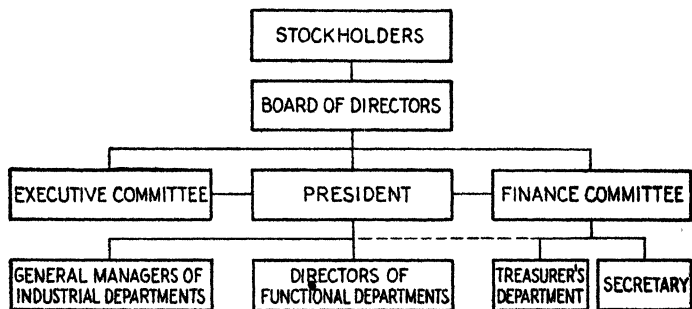 STOCKHOLDERS
BOARD OF DIRECTORS
EXECUTIVE COMMITTEE
PRESIDENT
FINANCE COMMITTEE
GENERAL MANAGERS OF
INDUSTRIAL DEPARTMENTS
DIRECTORS OF
FUNCTIONAL DEPARTMENTS
TREASURER'S
DEPARTMENT
SECRETARY